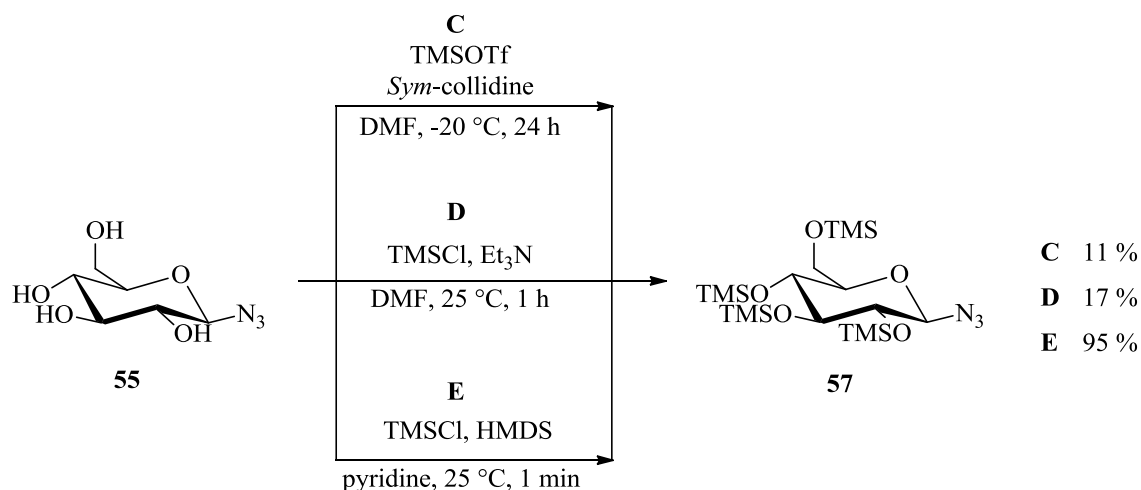 C
TMSOTf
Sym-collidine
DMF, -20 °C, 24 h
D
TMSCl, Et₃N
DMF, 25 °C, 1 h
E
TMSCl, HMDS
pyridine, 25 °C, 1 min
OH
O
HO
HO
OH
N₃
55
OTMS
O
TMSO
TMSO
TMSO
N₃
57
C 11 %
D 17 %
E 95 %